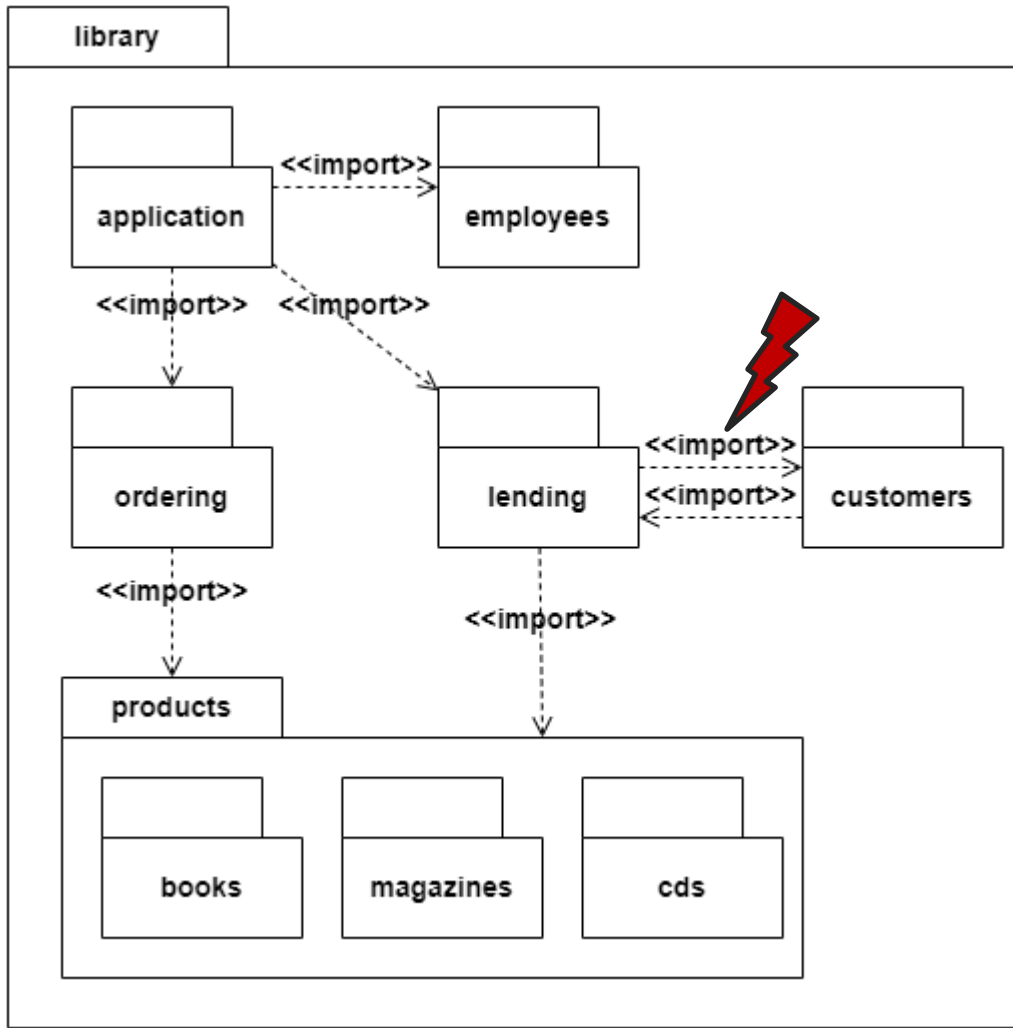 library
<<import>>
application
employees
<<import>>
<<import>>
<<import>>
ordering
lending
<<import>>
customers
<<import>>
<<import>>
products
books
magazines
cds